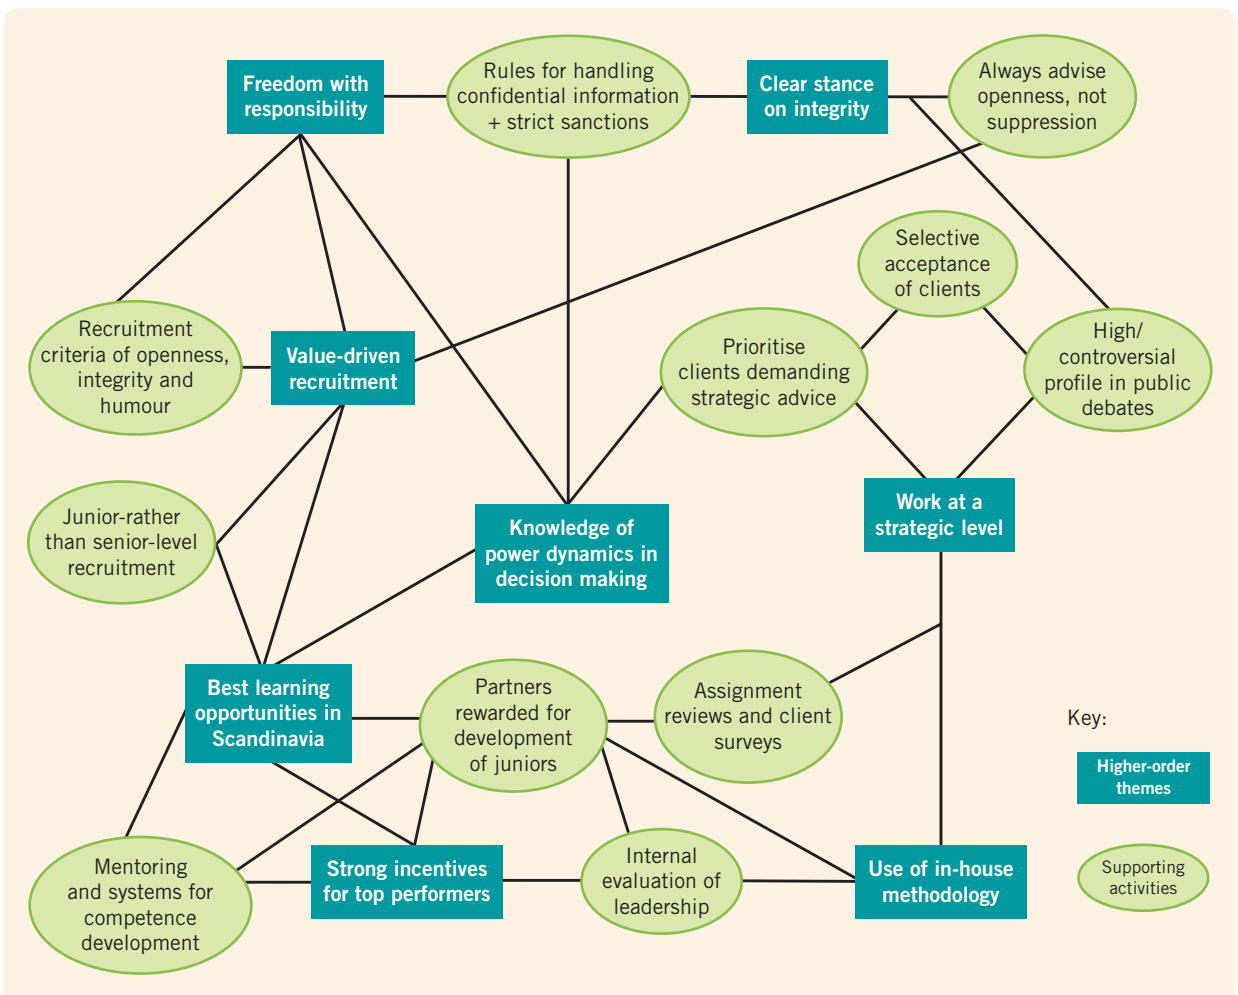 Freedom with
responsibility
Rules for handling
confidential information
+ strict sanctions
Clear stance
on integrity
Always advise
openness, not
suppression
Selective
acceptance
of clients
Recruitment
criteria of openness,
integrity and
humour
Value-driven
recruitment
Prioritise
clients demanding
strategic advice
High/
controversial
profile in public
debates
Junior-rather
than senior-level
recruitment
Knowledge of
power dynamics in
decision making
Work at a
strategic level
Best learning
opportunities in
Scandinavia
Partners
rewarded for
development
of juniors
Assignment
reviews and client
surveys
Key:
Higher-order
themes
Mentoring
and systems for
competence
development
Strong incentives
for top performers
Internal
evaluation of
leadership
Use of in-house
methodology
Supporting
activities